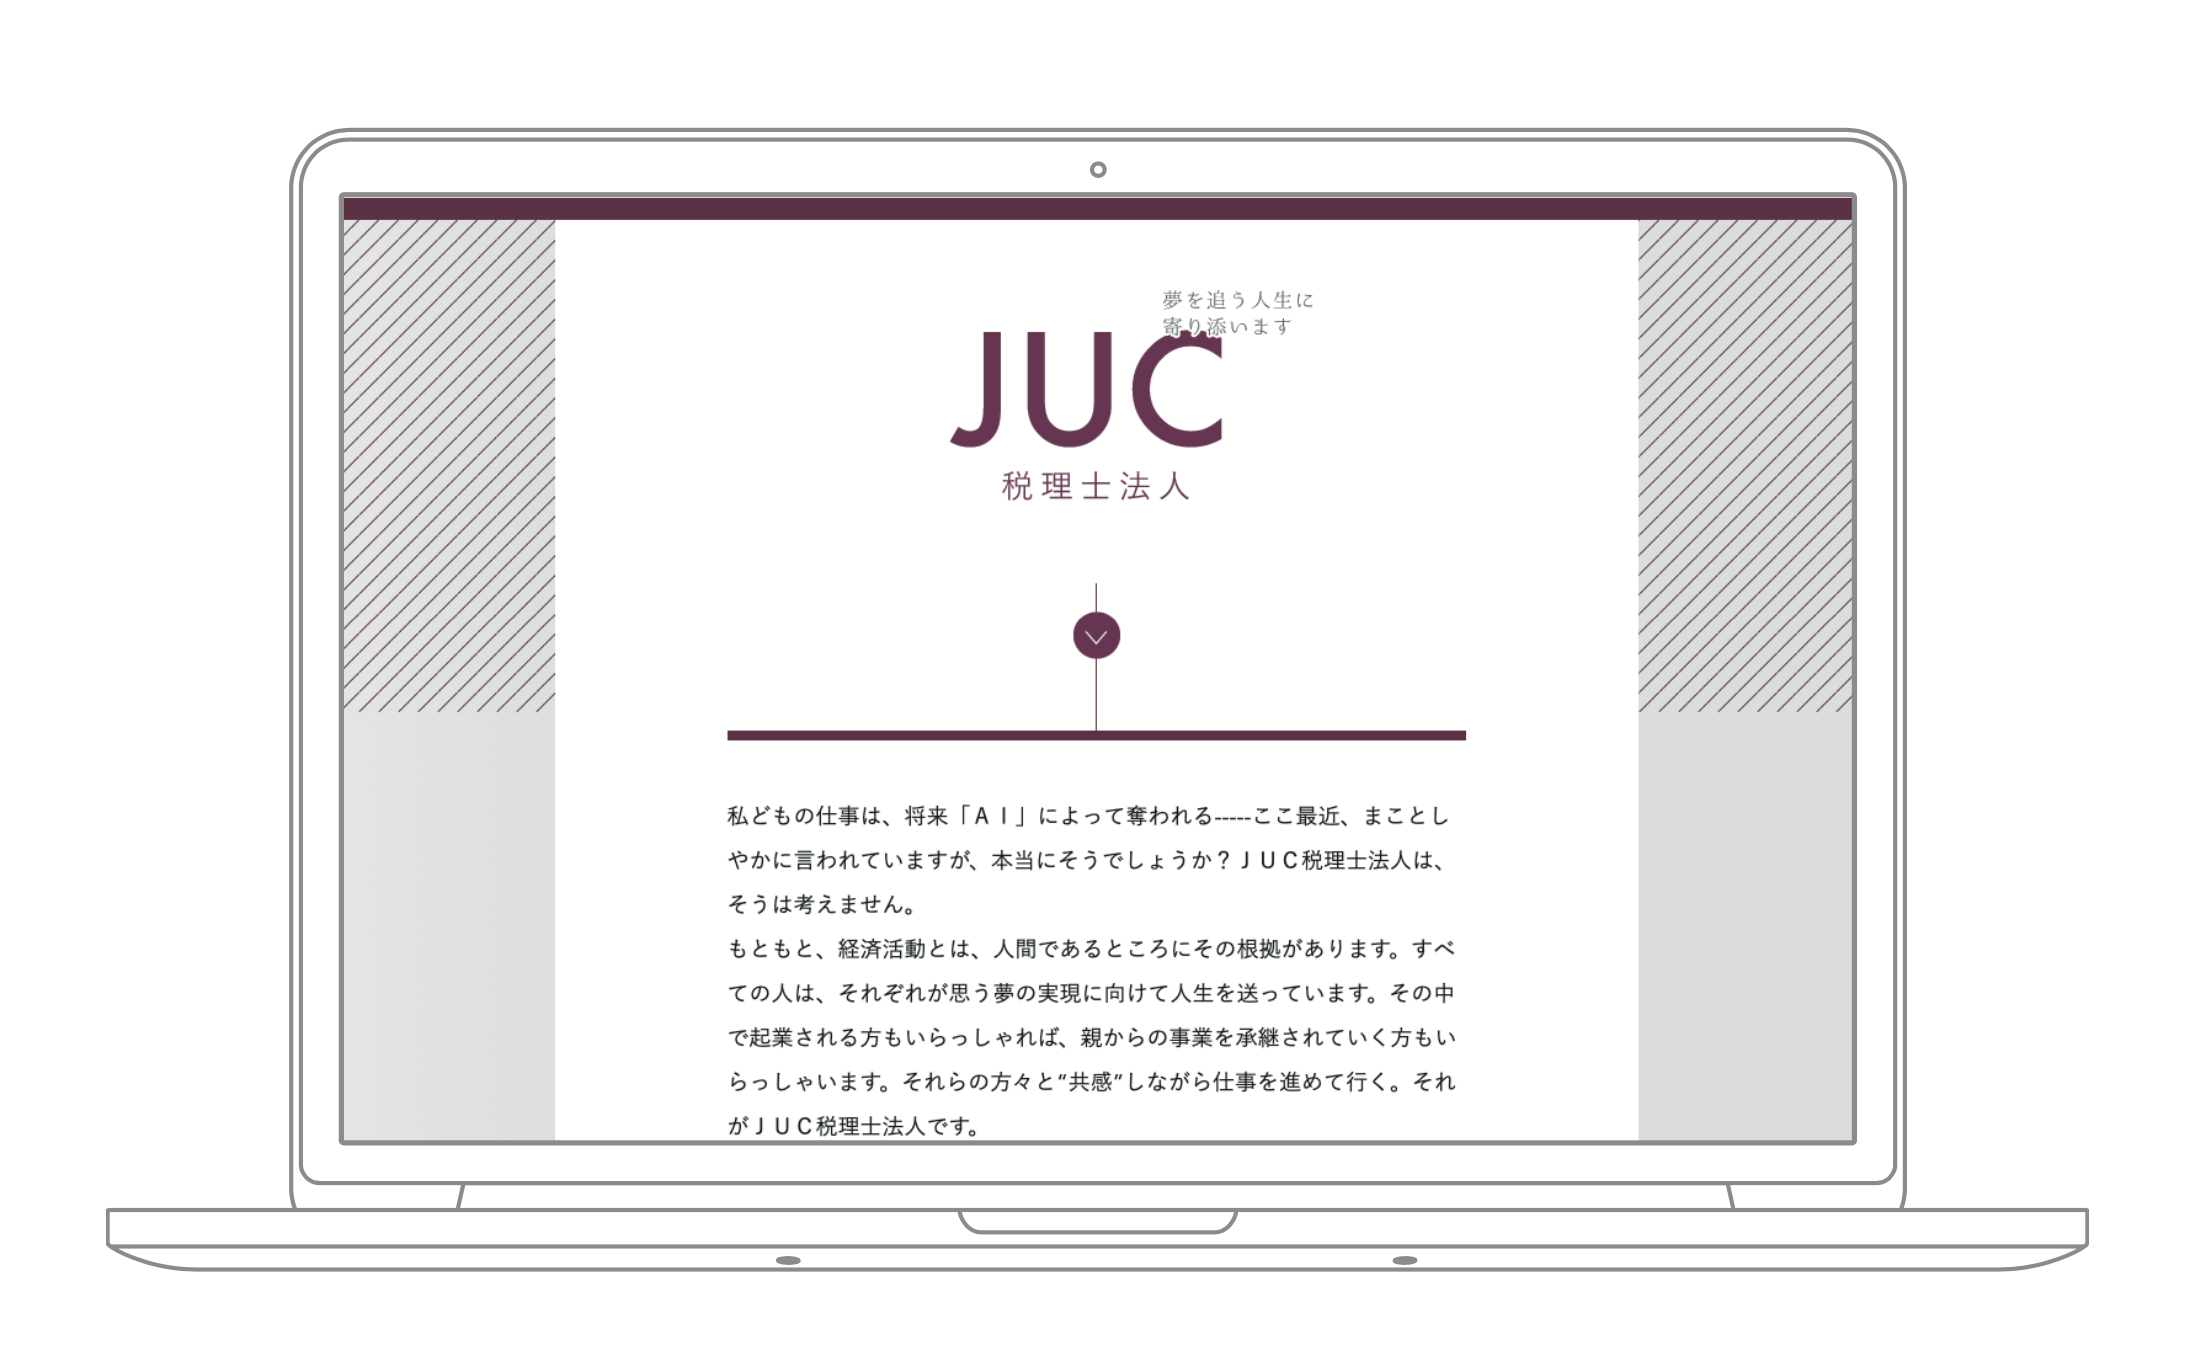 夢を追う人生に
寄り添います
JUC
税理士法人
私どもの仕事は、将来「ＡＩ」によって奪われる-----ここ最近、まことし
やかに言われていますが、本当にそうでしょうか？ＪＵＣ税理士法人は、
そうは考えません。
もともと、経済活動とは、人間であるところにその根拠があります。すべ
ての人は、それぞれが思う夢の実現に向けて人生を送っています。その中
で起業される方もいらっしゃれば、親からの事業を承継されていく方もい
らっしゃいます。それらの方々と“共感”しながら仕事を進めて行く。それ
がＪＵＣ税理士法人です。